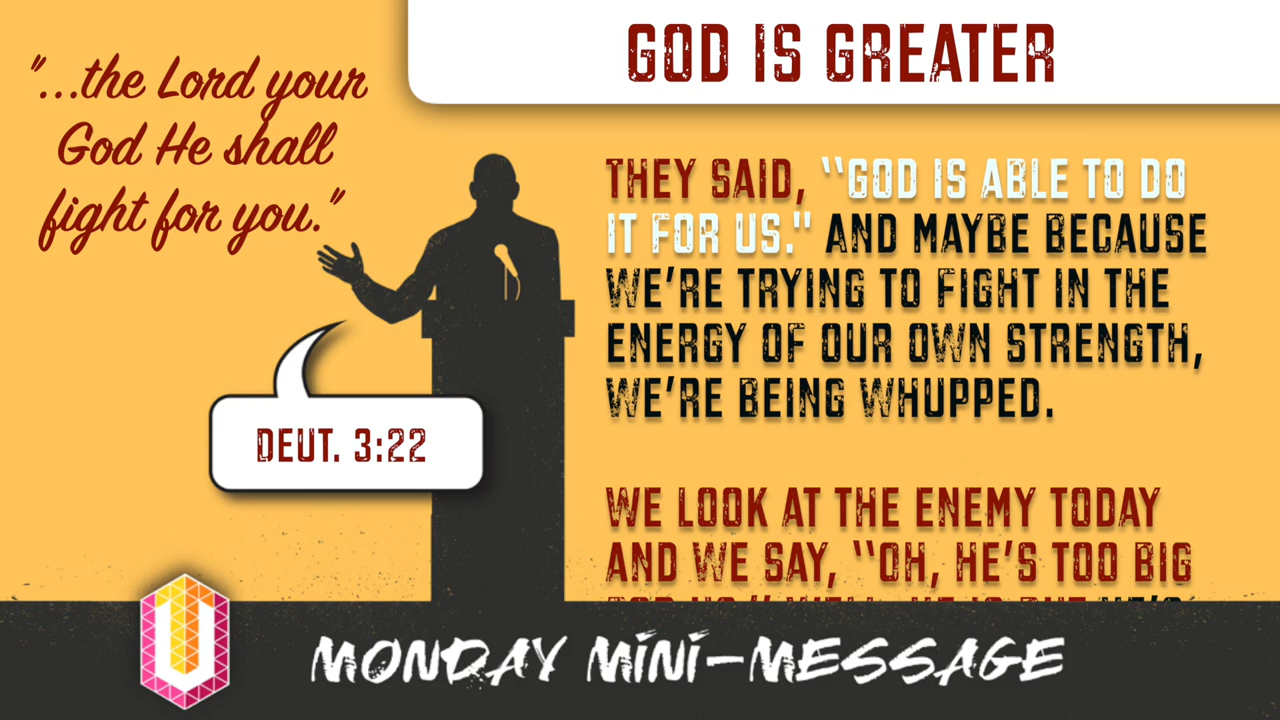 GOD IS GREATER
"...the Lord your
God He shall
fight for you."
DEUT. 3:22
THEY SAID, "GOD IS ABLE TO DO
IT FOR US." AND MAYBE BECAUSE
WE'RE TRYING TO FIGHT IN THE
ENERGY OF OUR OWN STRENGTH,
WE'RE BEING WHUPPED.
WE LOOK AT THE ENEMY TODAY
AND WE SAY, "OH, HE'S TOO BIG
U
MONDAY MINI-MESSAGE